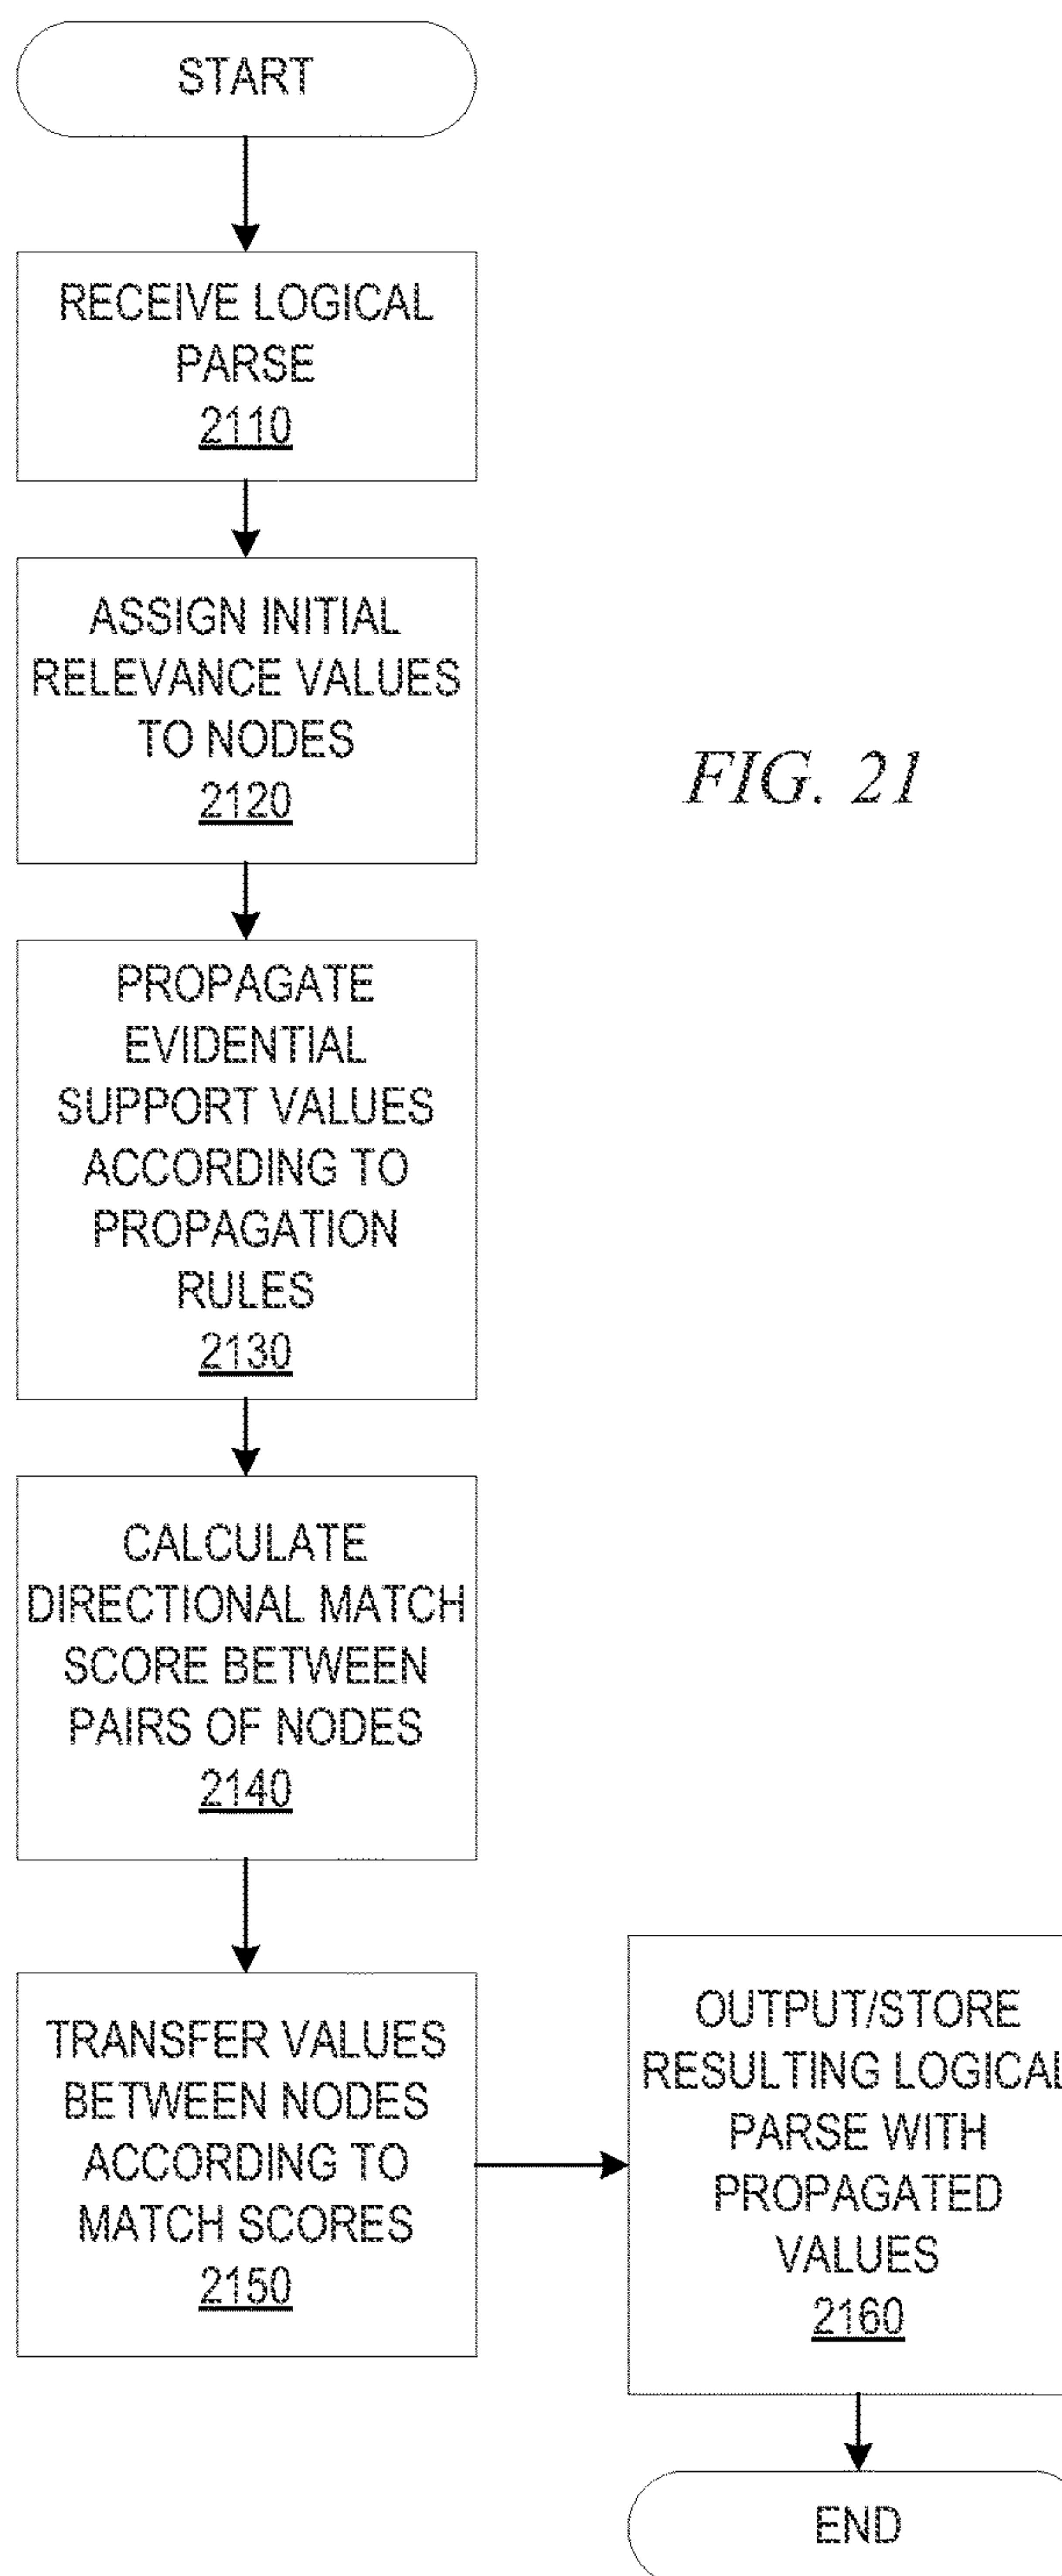 START
RECEIVE LOGICAL
PARSE
2110
ASSIGN INITIAL
RELEVANCE VALUES
TO NODES
2120
FIG. 21
PROPAGATE
EVIDENTIAL
SUPPORT VALUES
ACCORDING TO
PROPAGATION
RULES
2130
CALCULATE
DIRECTIONAL MATCH
SCORE BETWEEN
PAIRS OF NODES
2140
TRANSFER VALUES
BETWEEN NODES
ACCORDING TO
MATCH SCORES
2150
OUTPUT/STORE
RESULTING LOGICAL
PARSE WITH
PROPAGATED
VALUES
2160
END